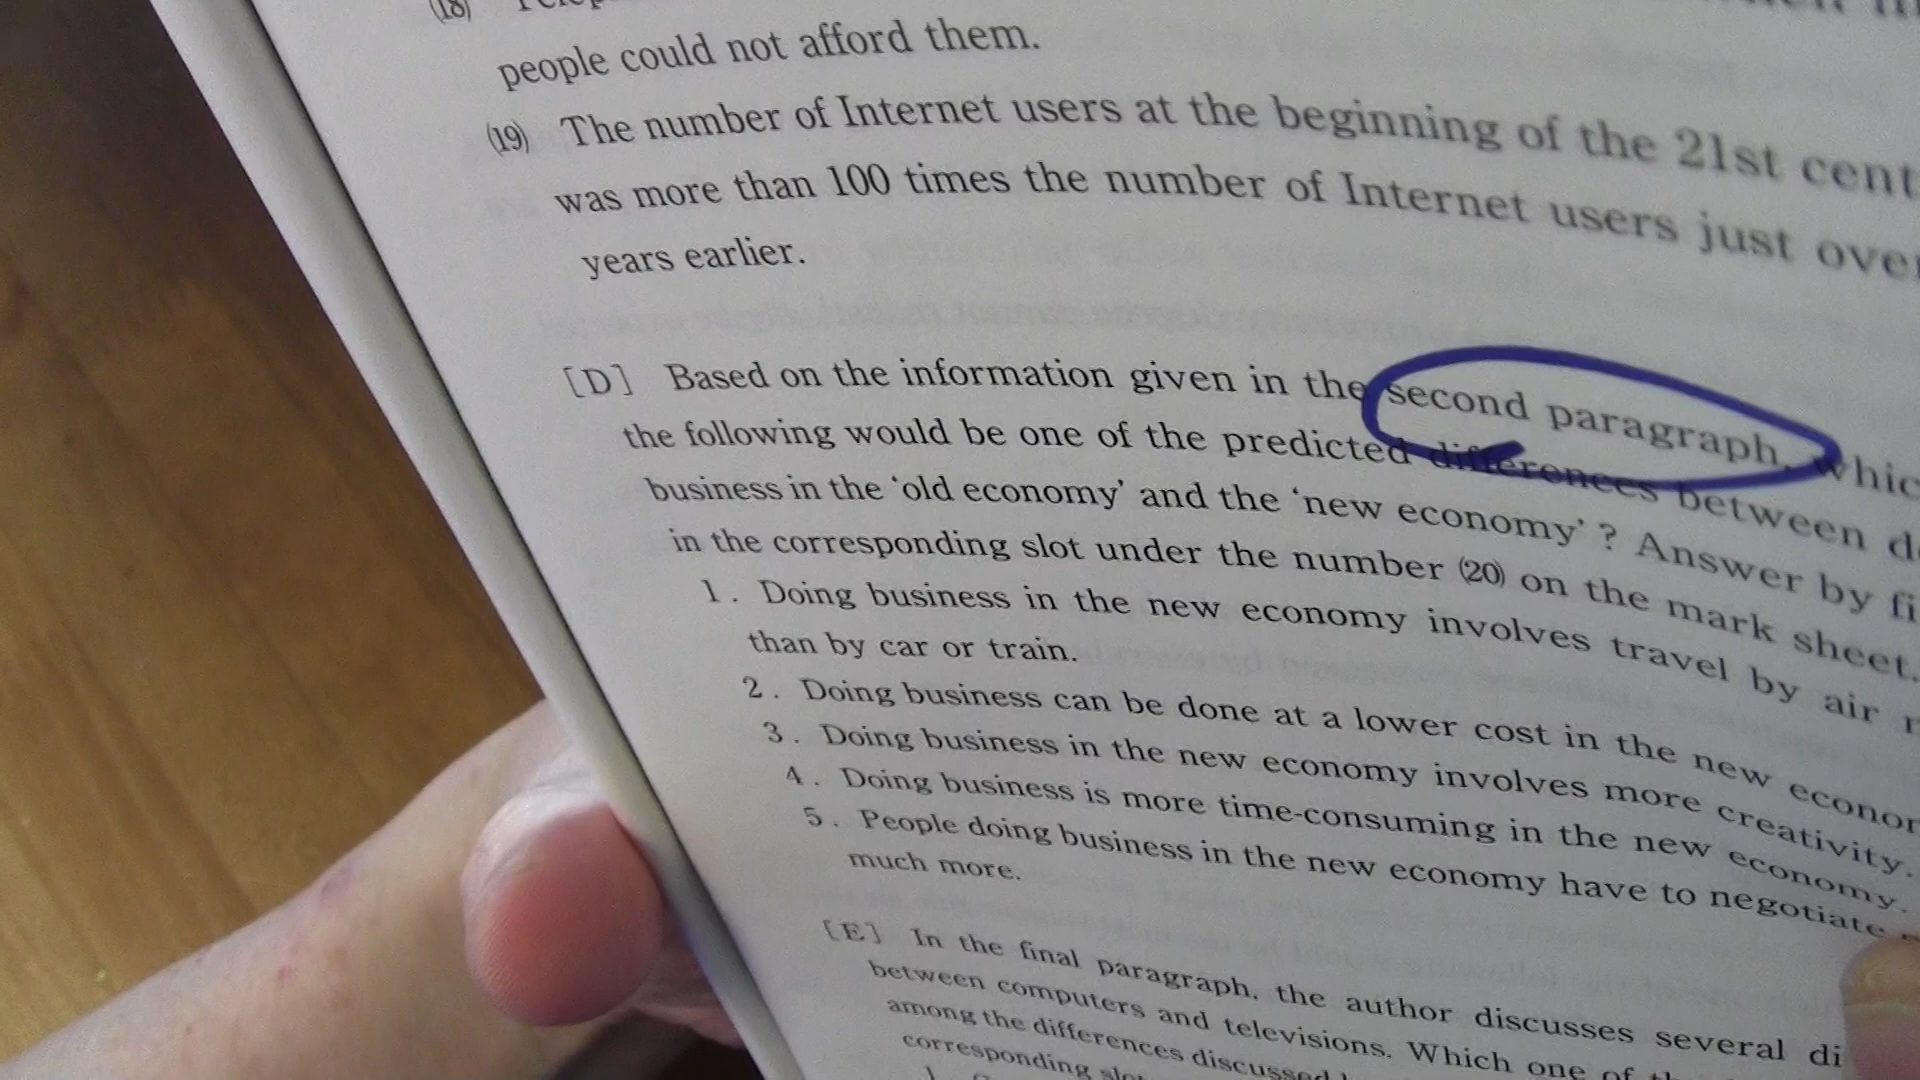 (18)
people could not afford them.
(19) The number of Internet users at the beginning of the 21st cent
was more than 100 times the number of Internet users just over
years earlier.
[D] Based on the information given in the second paragraph, whic
the following would be one of the predicted differences between d
business in the ‘old economy’ and the ‘new economy’? Answer by fi
in the corresponding slot under the number (20) on the mark sheet.
1. Doing business in the new economy involves travel by air r
than by car or train.
2. Doing business can be done at a lower cost in the new econo
3. Doing business in the new economy involves more creativity.
4. Doing business is more time-consuming in the new economy.
5. People doing business in the new economy have to negotiate
much more.
[E] In the final paragraph, the author discusses several di
between computers and televisions. Which one of
among the differences discussed
corresponding